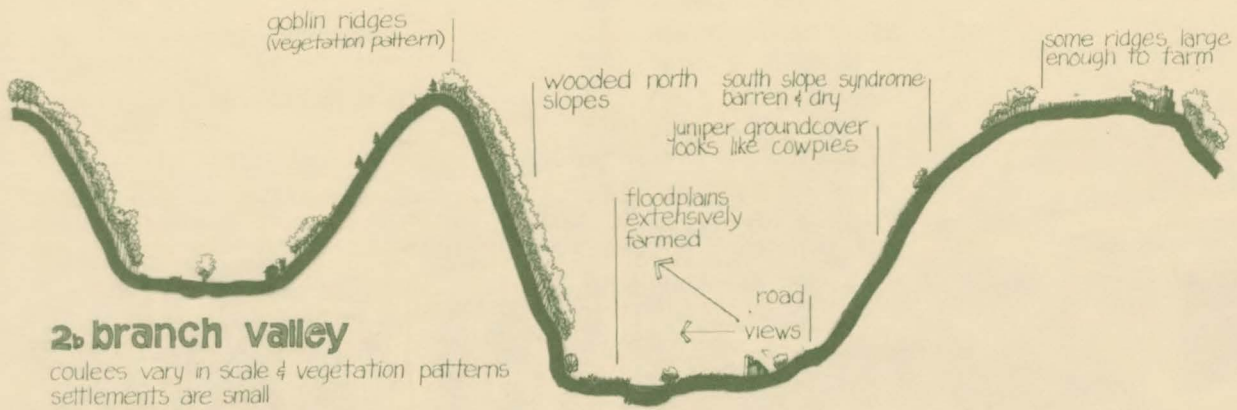 goblin ridges
(vegetation pattern)
wooded north
slopes
south slope syndrome
barren & dry
juniper groundcover
looks like cowpies
some ridges large
enough to farm
floodplains
extensively
farmed
road
views
2b branch valley
coulees vary in scale & vegetation patterns
settlements are small